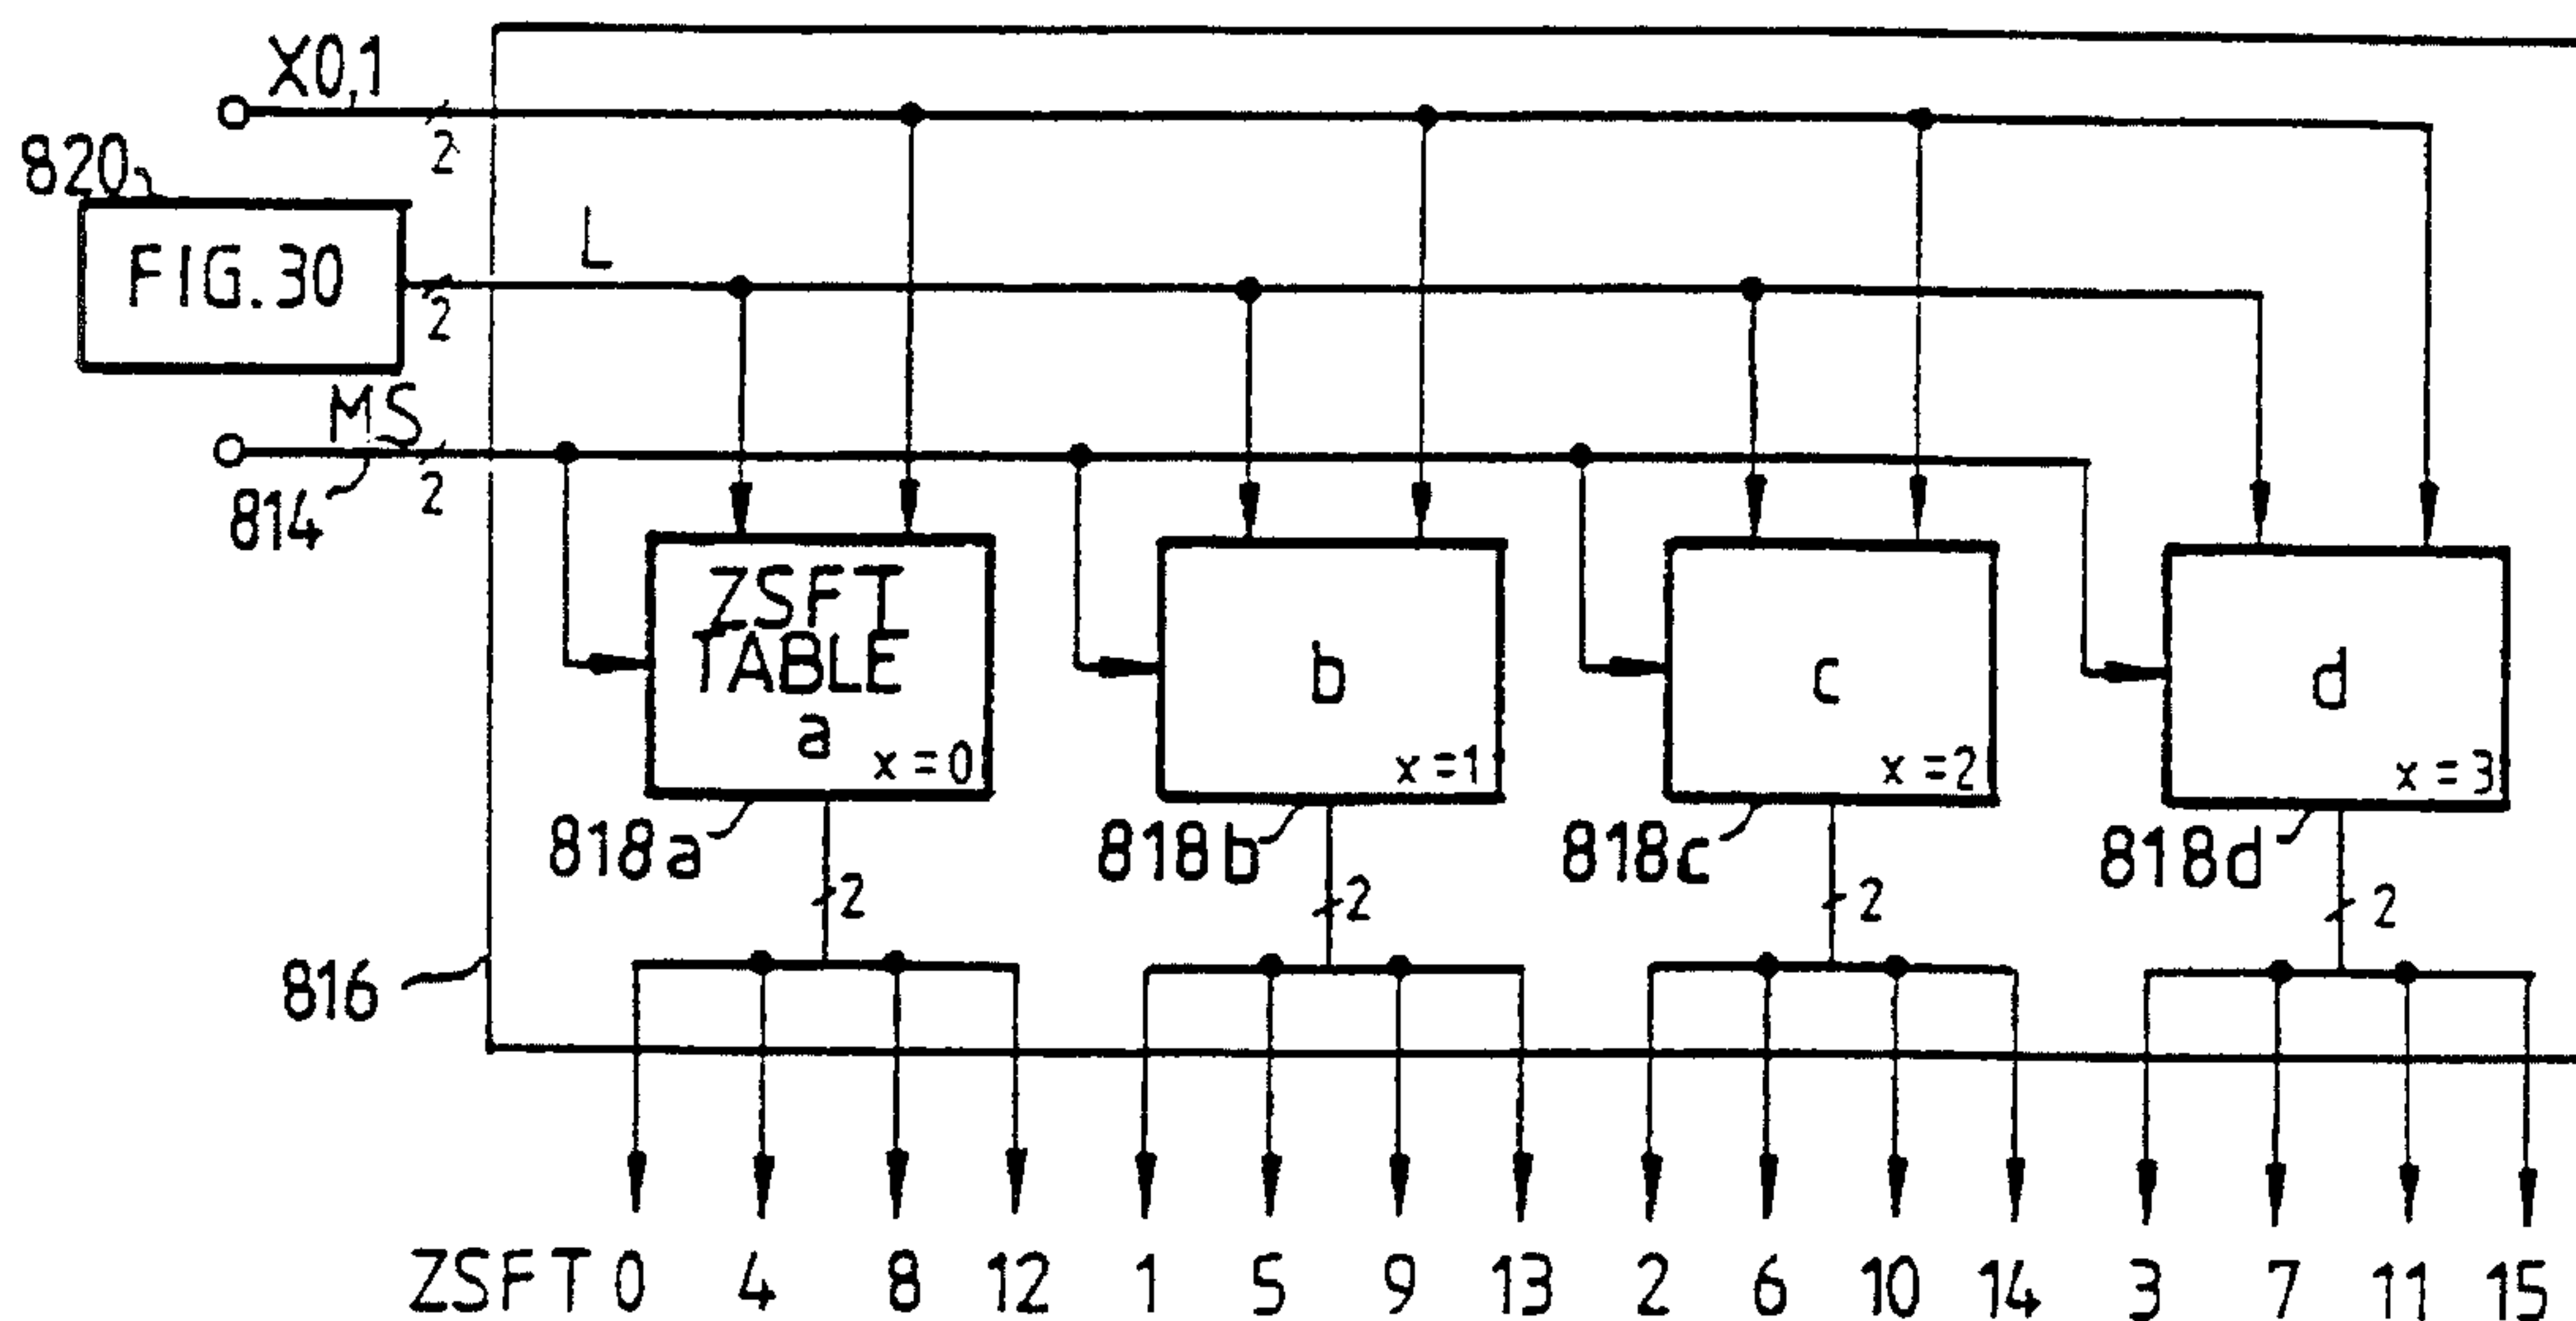 X0,1
2
820
FIG.30
L
2
MS
2
814
ZSFT
TABLE
a
x=0
b
x=1
c
x=2
d
x=3
818a
818b
818c
818d
2
2
2
2
816
ZSFT 0 4 8 12 1 5 9 13 2 6 10 14 3 7 11 15